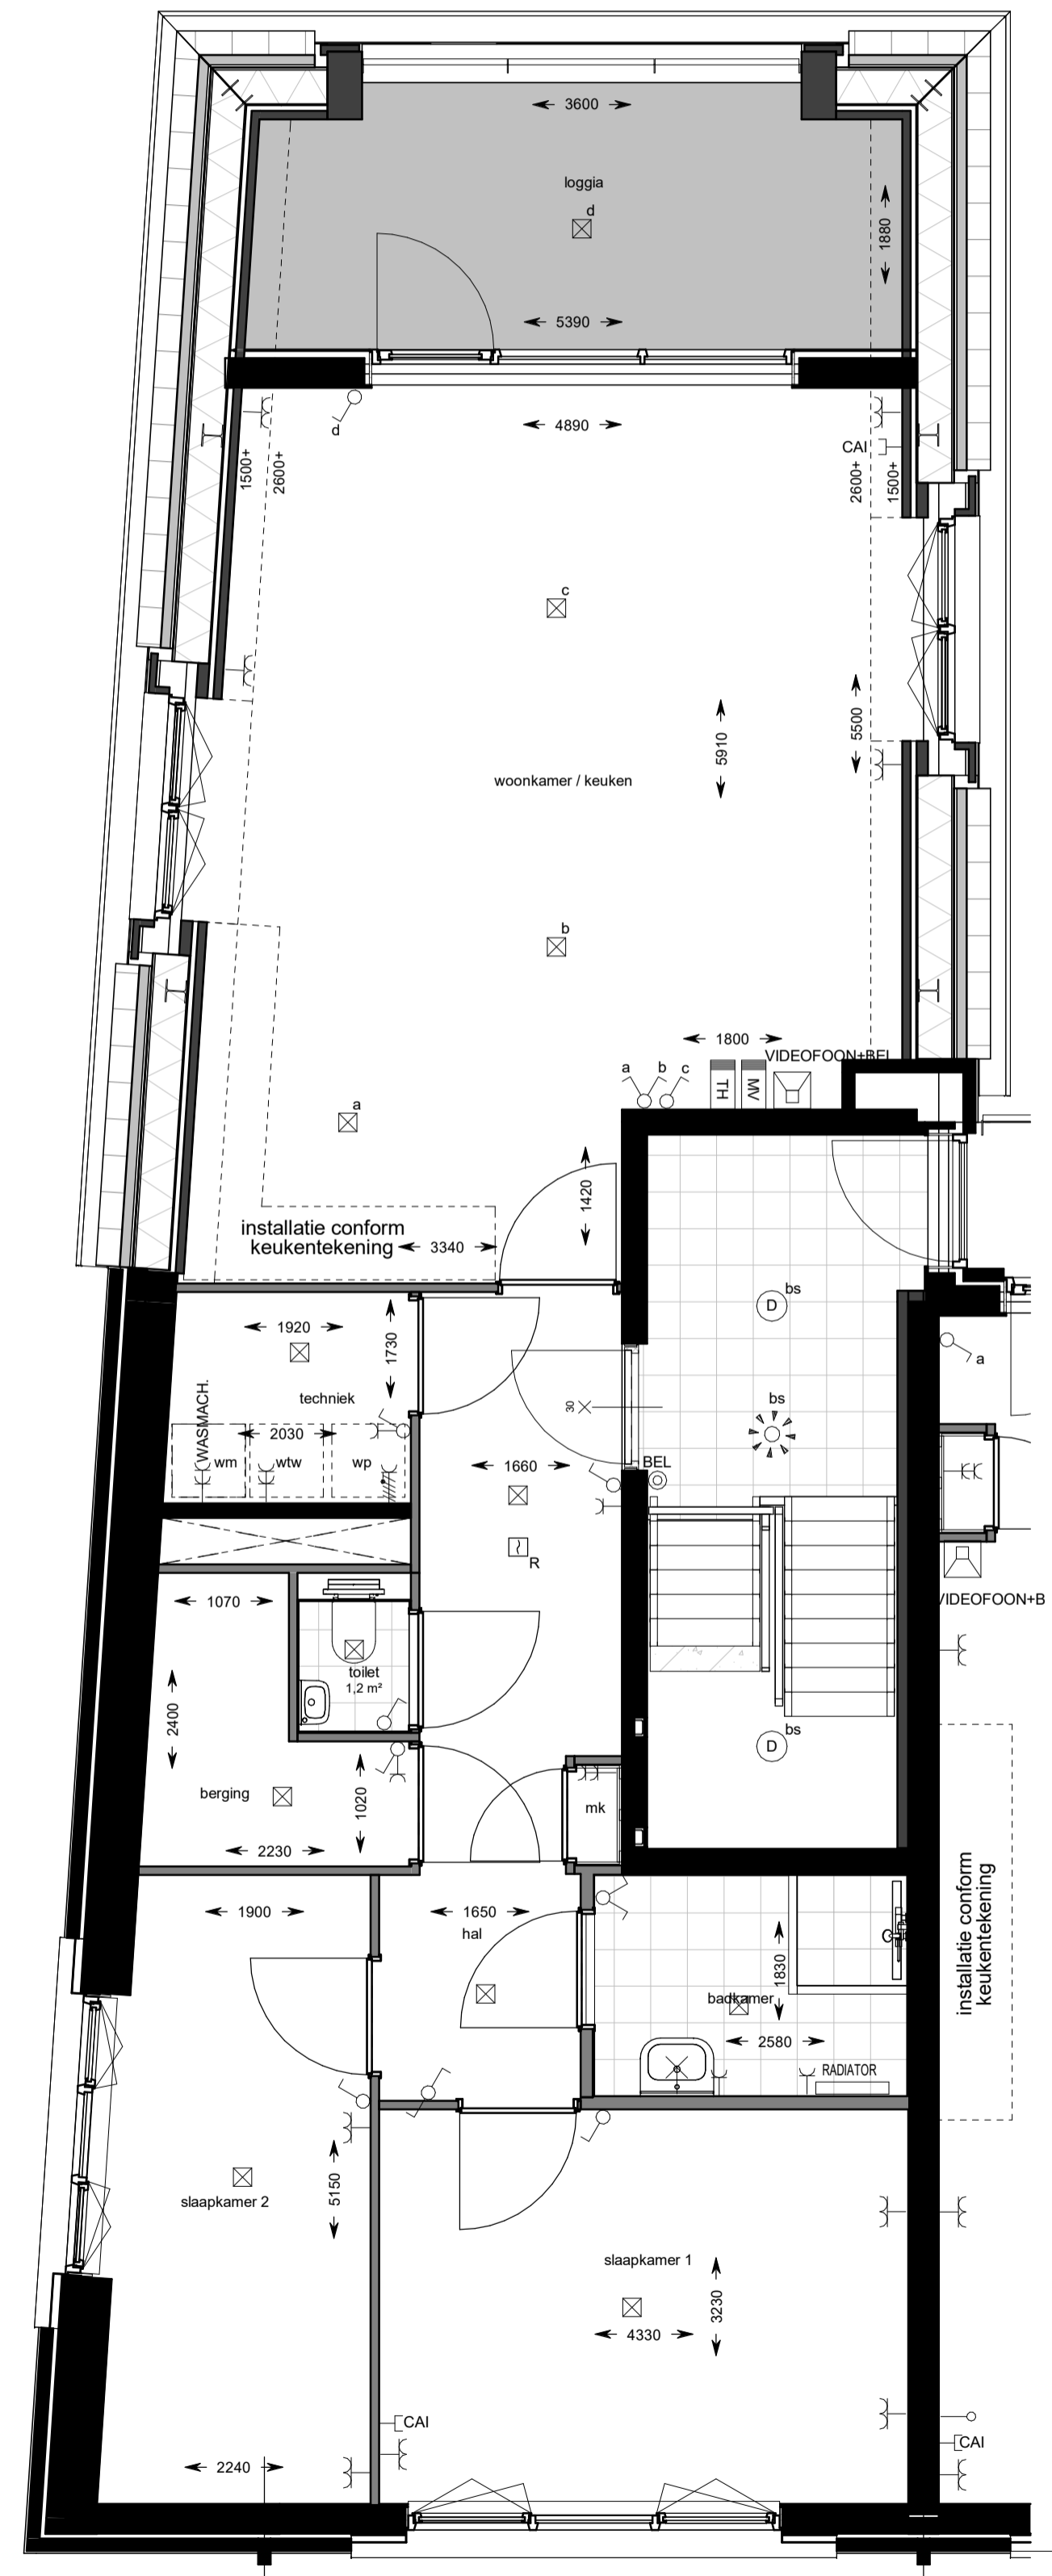 3600
loggia
d
1880
5390
d
4890
CAI
1500+
2600+
2600+
1500+
c
5910
5500
woonkamer / keuken
b
1800
VIDEOFOON+BEL
a
b
c
TH
MV
a
1420
installatie conform
keukentekening
3340
bs
D
1920
1730
a
techniek
bs
30
WASMACH.
2030
wm
wtw
wp
1660
BEL
R
1070
VIDEOFOON+B
toilet
1,2 m²
2400
bs
D
berging
1020
mk
2230
installatie conform
keukentekening
1900
1650
hal
1830
badkamer
2580
RADIATOR
5150
slaapkamer 2
slaapkamer 1
3230
4330
CAI
CAI
2240